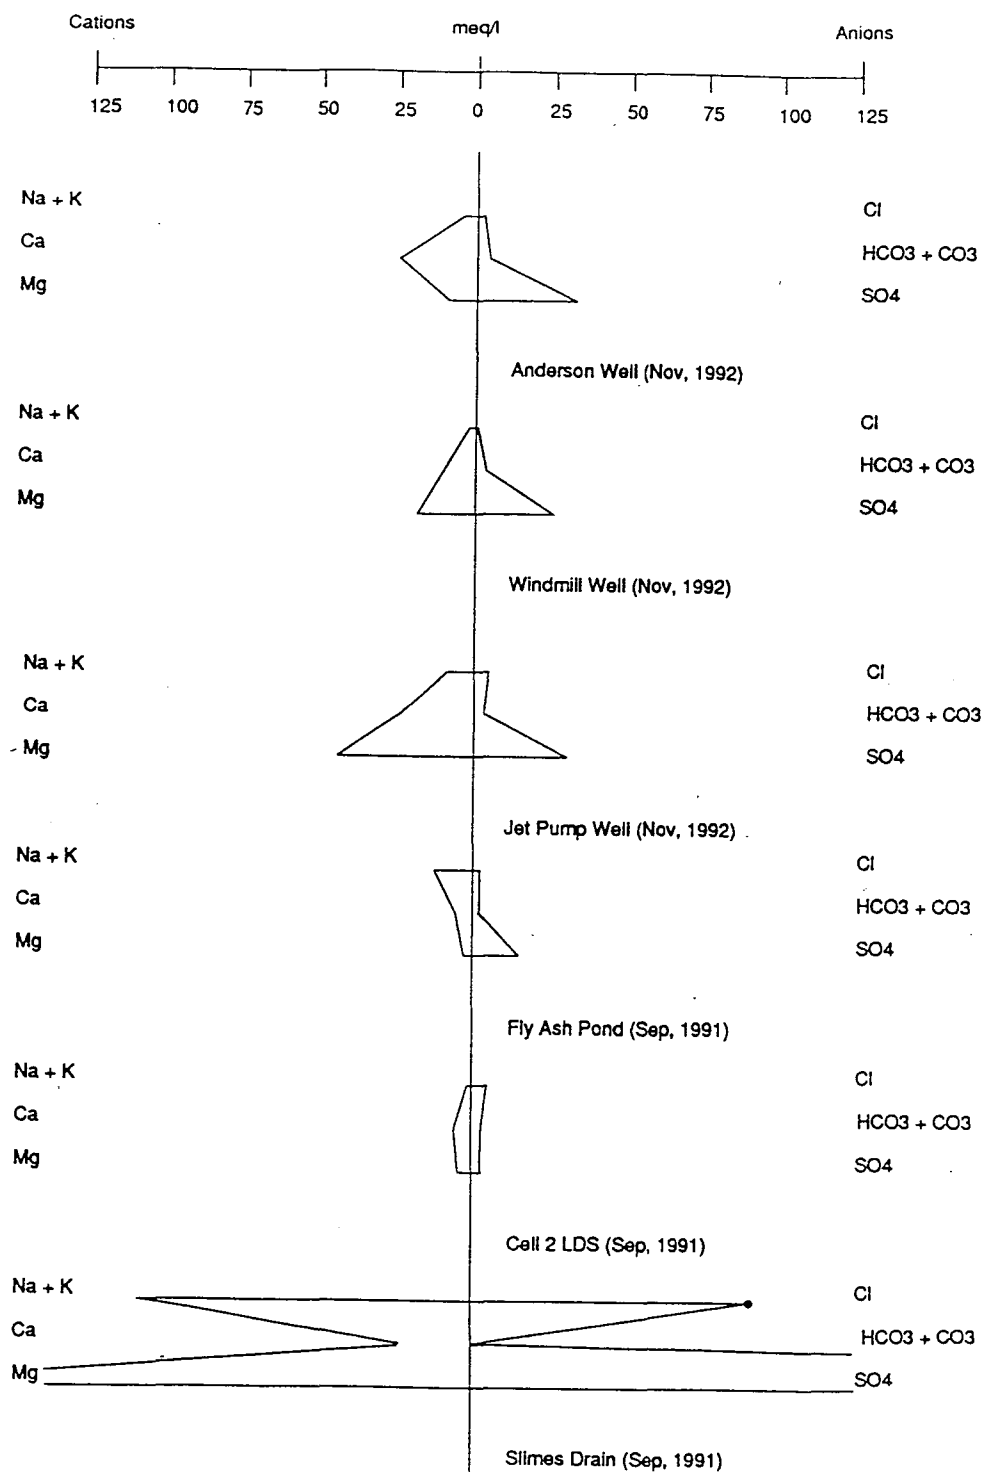 Cations meq/l Anions
125 100 75 50 25 0 25 50 75 100 125
Na + K Cl
Ca HCO3 + CO3
Mg SO4
Anderson Well (Nov, 1992)
Na + K Cl
Ca HCO3 + CO3
Mg SO4
Windmill Well (Nov, 1992)
Na + K Cl
Ca HCO3 + CO3
Mg SO4
Jet Pump Well (Nov, 1992)
Na + K Cl
Ca HCO3 + CO3
Mg SO4
Fly Ash Pond (Sep, 1991)
Na + K Cl
Ca HCO3 + CO3
Mg SO4
Cell 2 LDS (Sep, 1991)
Na + K Cl
Ca HCO3 + CO3
Mg SO4
Slimes Drain (Sep, 1991)